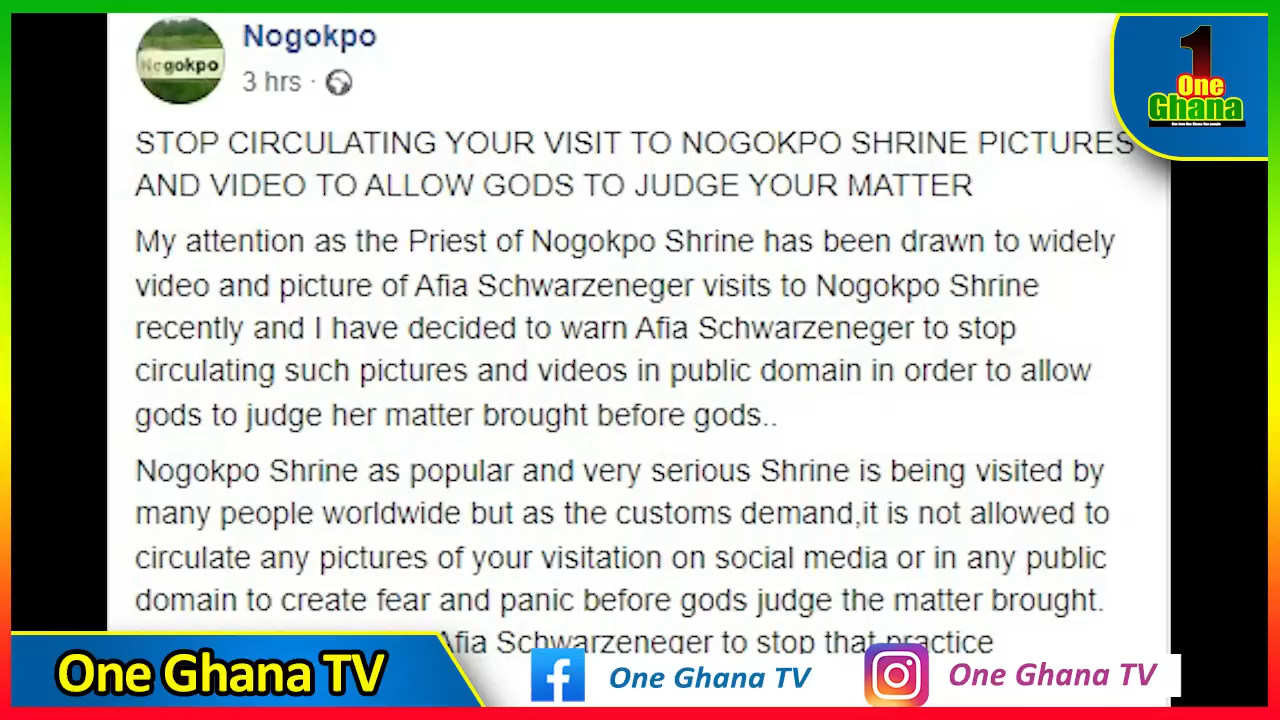 Nogokpo
Nogokpo
3 hrs ·
1
One
Ghana
STOP CIRCULATING YOUR VISIT TO NOGOKPO SHRINE PICTURES
AND VIDEO TO ALLOW GODS TO JUDGE YOUR MATTER
My attention as the Priest of Nogokpo Shrine has been drawn to widely
video and picture of Afia Schwarzeneger visits to Nogokpo Shrine
recently and I have decided to warn Afia Schwarzeneger to stop
circulating such pictures and videos in public domain in order to allow
gods to judge her matter brought before gods..
Nogokpo Shrine as popular and very serious Shrine is being visited by
many people worldwide but as the customs demand,it is not allowed to
circulate any pictures of your visitation on social media or in any public
domain to create fear and panic before gods judge the matter brought.
Afia Schwarzeneger to stop that practice
One Ghana TV
One Ghana TV
One Ghana TV